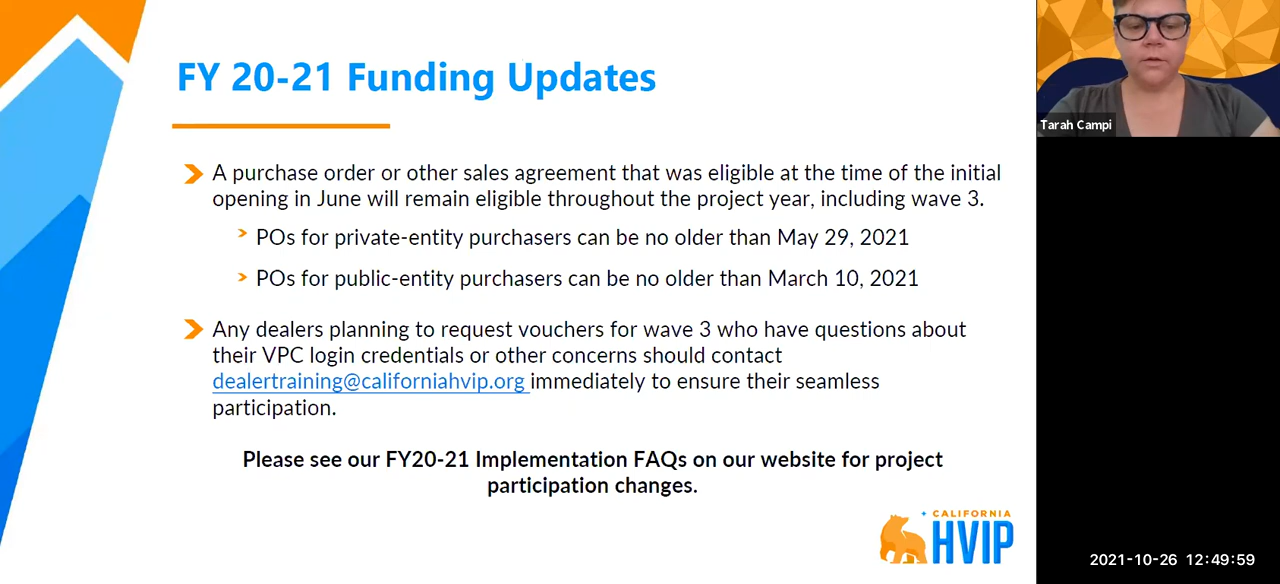 FY 20-21 Funding Updates
A purchase order or other sales agreement that was eligible at the time of the initial
opening in June will remain eligible throughout the project year, including wave 3.
POs for private-entity purchasers can be no older than May 29, 2021
POs for public-entity purchasers can be no older than March 10, 2021
Any dealers planning to request vouchers for wave 3 who have questions about
their VPC login credentials or other concerns should contact
dealertraining@californiahvip.org immediately to ensure their seamless
participation.
Please see our FY20-21 Implementation FAQs on our website for project
participation changes.
CALIFORNIA
HVIP
Tarah Campi
2021-10-26 12:49:59